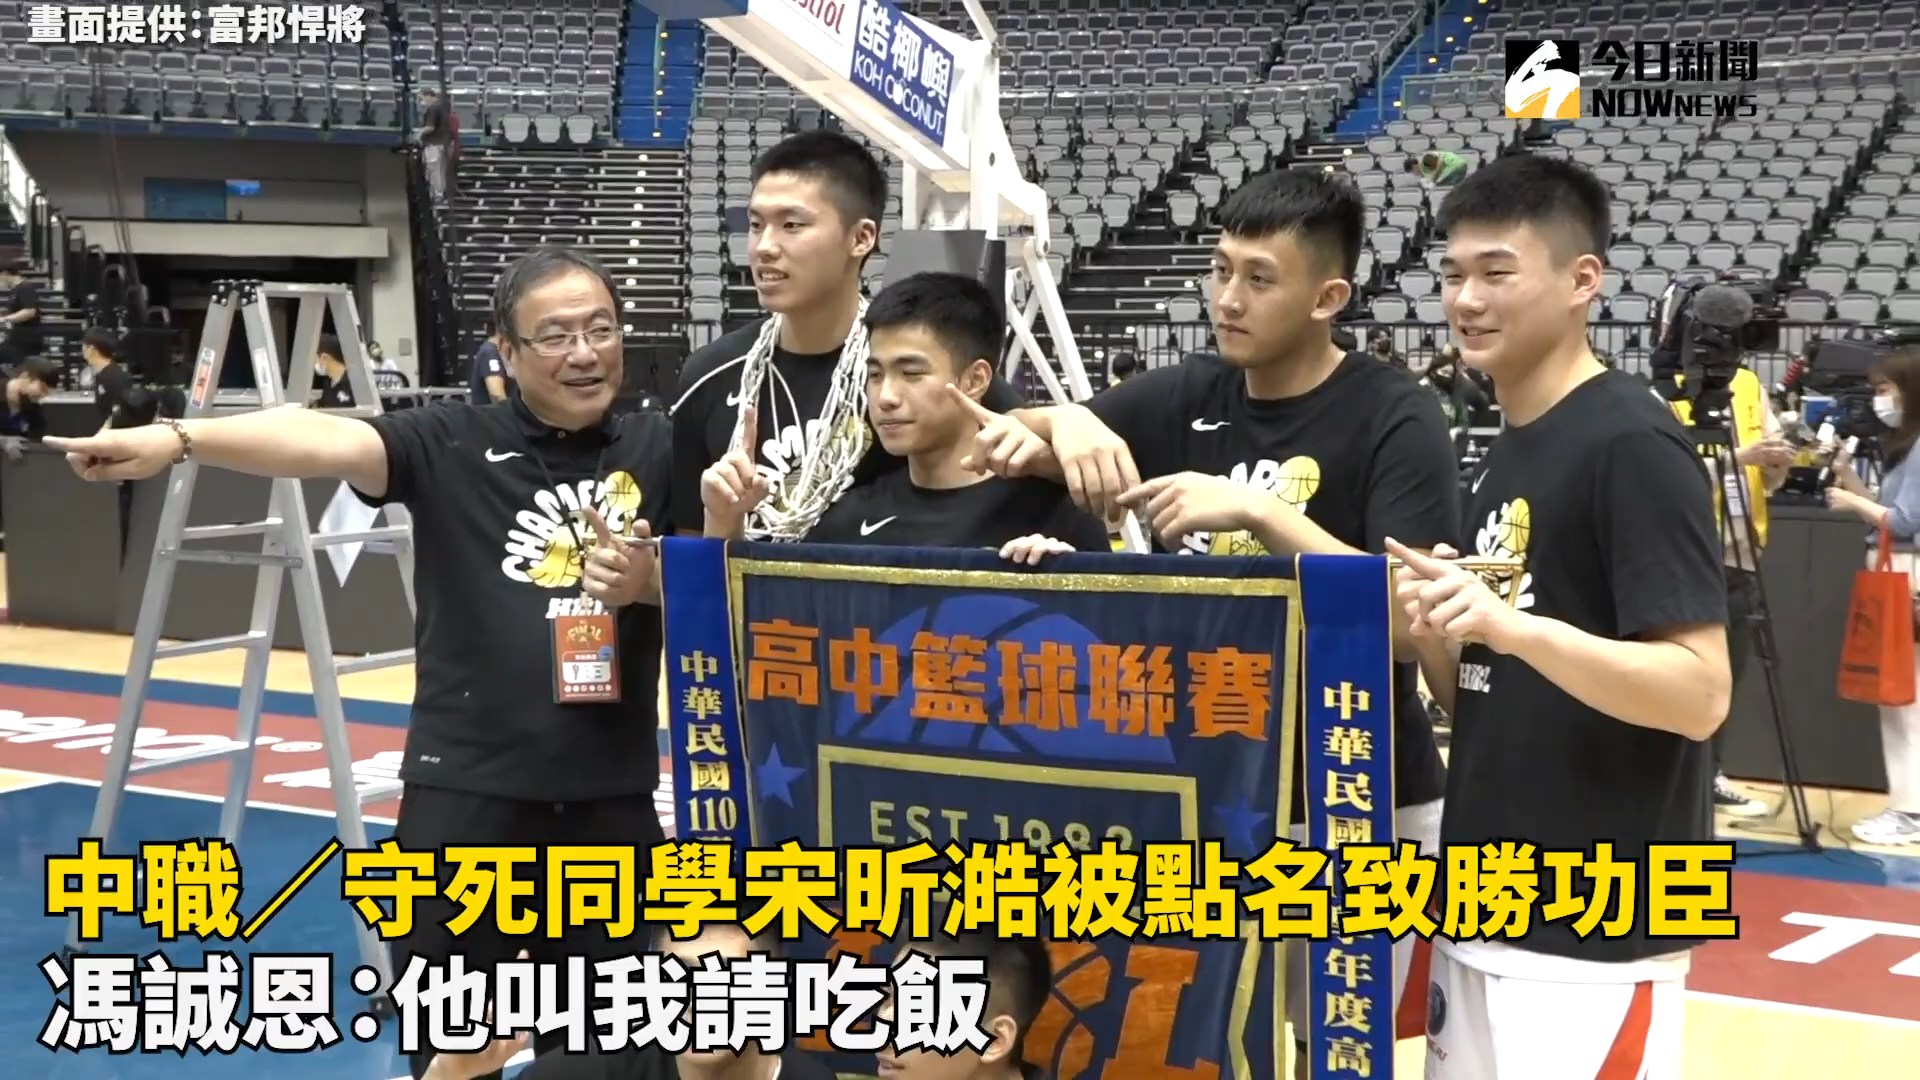 畫面提供:富邦悍將
酷椰嶼
KOH COCONUT
今日新聞
NOWNEWS
高中籃球聯賽
EST.1982
中華民國110
中華民國
學年度高
中職／守死同學宋昕澔被點名致勝功臣
馮誠恩:他叫我請吃飯